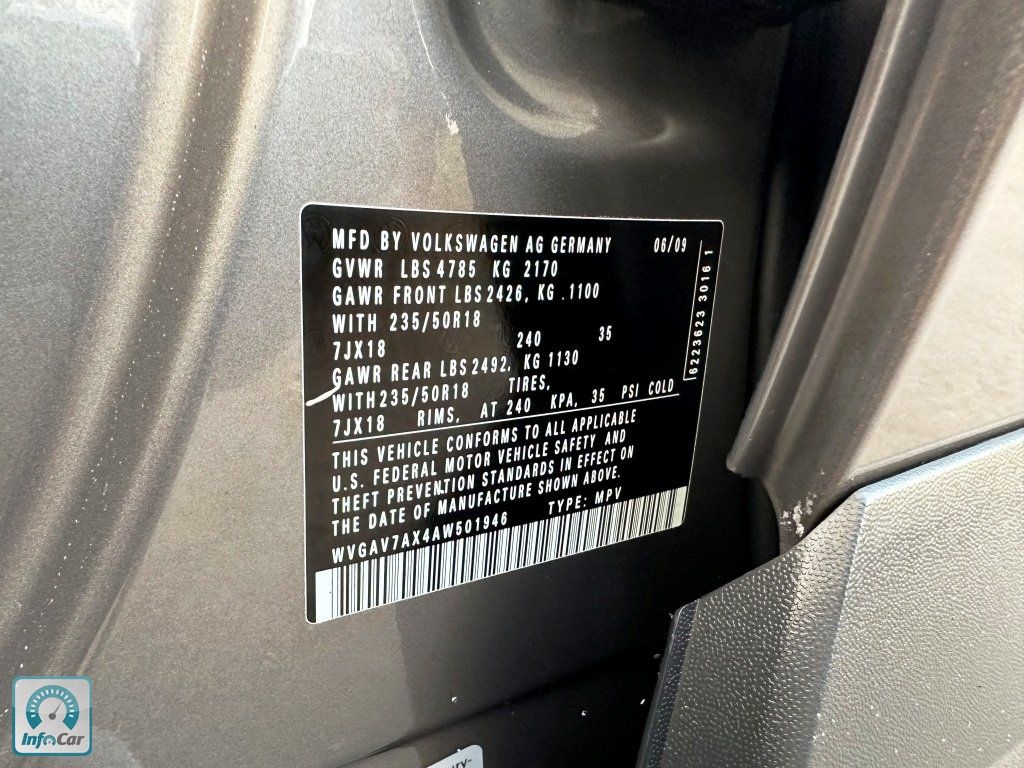 MFD BY VOLKSWAGEN AG GERMANY 06/09
GVWR LBS 4785 KG 2170
GAWR FRONT LBS 2426, KG .1100
WITH 235/50R18
7JX18 240 35
GAWR REAR LBS 2492, KG 1130
WITH 235/50R18 TIRES,
7JX18 RIMS, AT 240 KPA, 35 PSI COLD
THIS VEHICLE CONFORMS TO ALL APPLICABLE
U.S. FEDERAL MOTOR VEHICLE SAFETY AND
THEFT PREVENTION STANDARDS IN EFFECT ON
THE DATE OF MANUFACTURE SHOWN ABOVE.
WVGAV7AX4AW501946 TYPE: MPV
6223623 3016 1
InfoCar